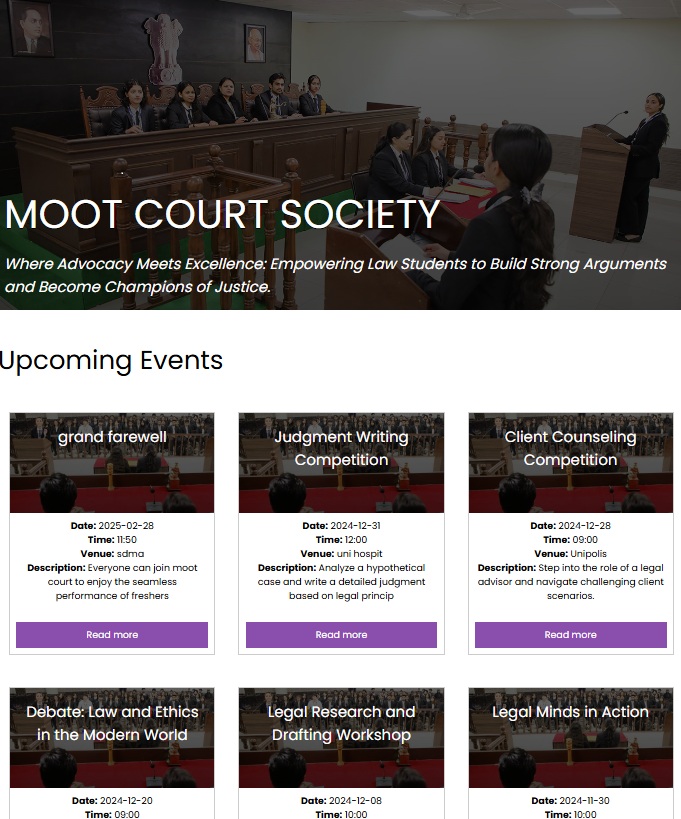 MOOT COURT SOCIETY
Where Advocacy Meets Excellence: Empowering Law Students to Build Strong Arguments
and Become Champions of Justice.
Upcoming Events
grand farewell
Date: 2025-02-28
Time: 11:50
Venue: sdma
Description: Everyone can join moot
court to enjoy the seamless
performance of freshers
Read more
Judgment Writing
Competition
Date: 2024-12-31
Time: 12:00
Venue: uni hospit
Description: Analyze a hypothetical
case and write a detailed judgment
based on legal princip
Read more
Client Counseling
Competition
Date: 2024-12-28
Time: 09:00
Venue: Unipolis
Description: Step into the role of a legal
advisor and navigate challenging client
scenarios.
Read more
Debate: Law and Ethics
in the Modern World
Date: 2024-12-20
Time: 09:00
Legal Research and
Drafting Workshop
Date: 2024-12-08
Time: 10:00
Legal Minds in Action
Date: 2024-11-30
Time: 10:00